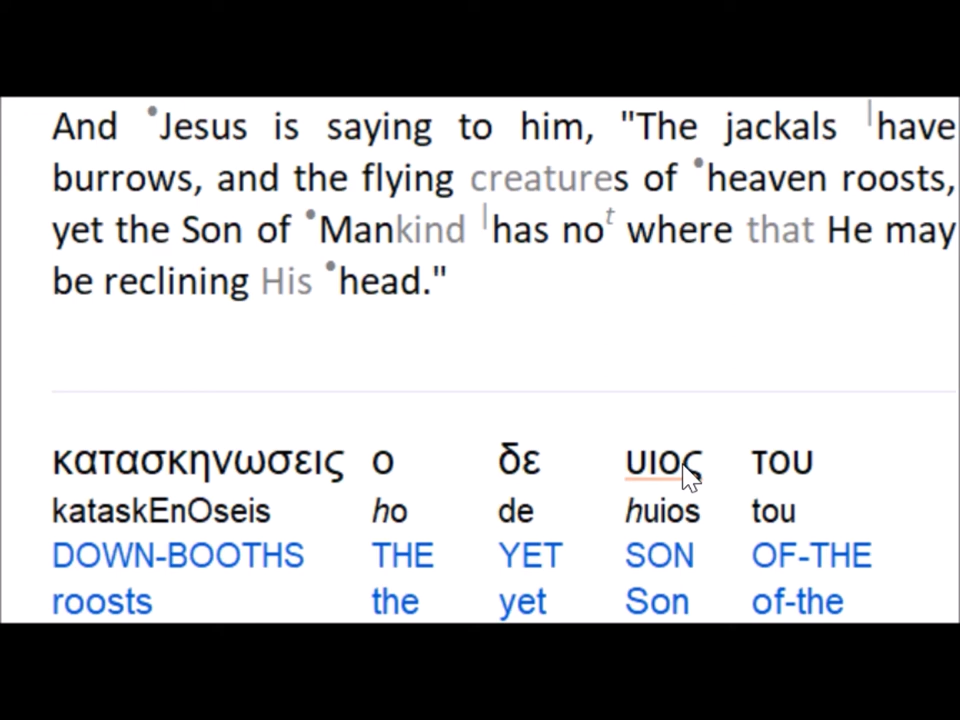 And •Jesus is saying to him, "The jackals |have
burrows, and the flying creatures of •heaven roosts,
yet the Son of •Mankind |has noᵗ where that He may
be reclining His •head."
κατασκηνωσεις ο δε υιος του
kataskEnOseis ho de huios tou
DOWN-BOOTHS THE YET SON OF-THE
roosts the yet Son of-the